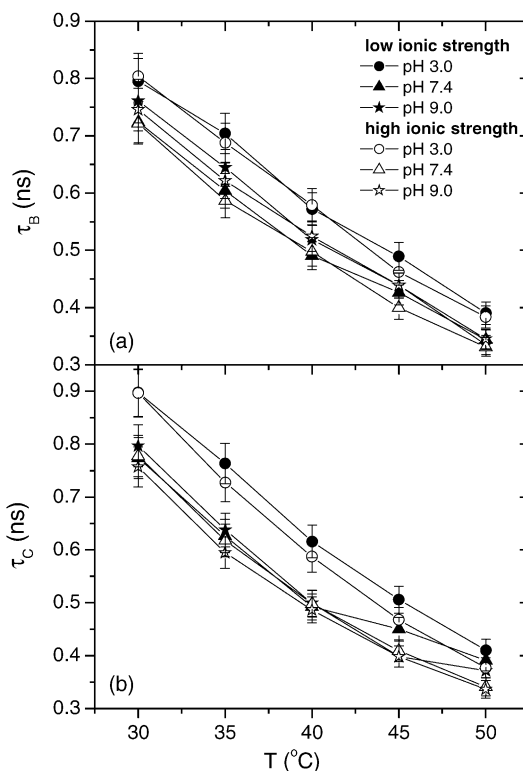 low ionic strength
pH 3.0
pH 7.4
pH 9.0
high ionic strength
pH 3.0
pH 7.4
pH 9.0
0.9
0.8
0.7
0.6
0.5
0.4
0.3
τB (ns)
(a)
0.9
0.8
0.7
0.6
0.5
0.4
0.3
τC (ns)
(b)
30 35 40 45 50
T (°C)